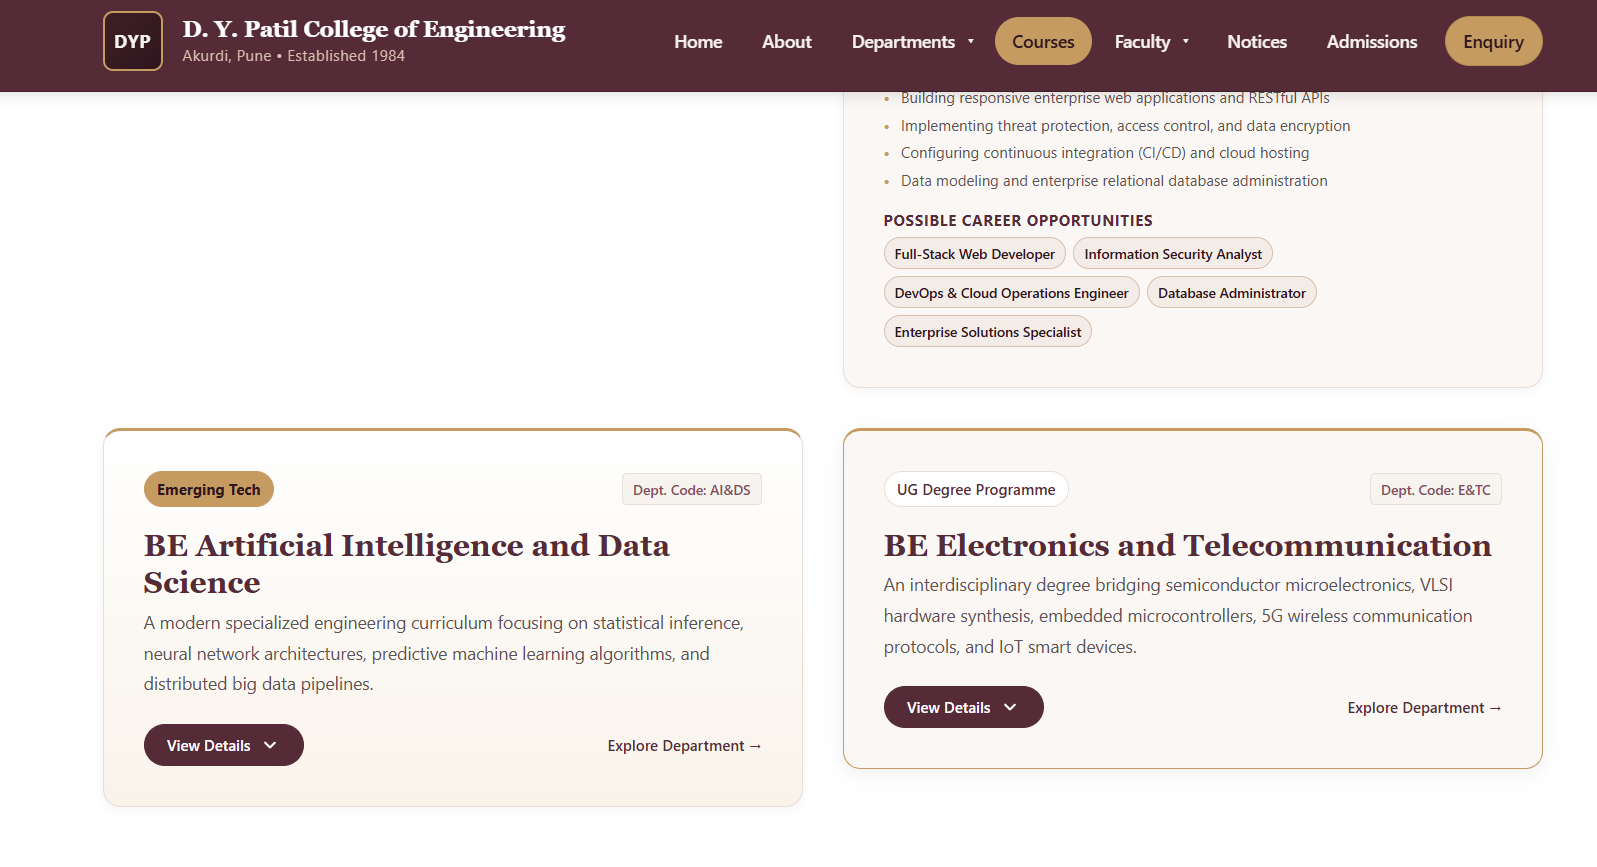 DYP
D. Y. Patil College of Engineering
Akurdi, Pune • Established 1984
Home
About
Departments
Courses
Faculty
Notices
Admissions
Enquiry
• Building responsive enterprise web applications and RESTful APIs
• Implementing threat protection, access control, and data encryption
• Configuring continuous integration (CI/CD) and cloud hosting
• Data modeling and enterprise relational database administration
POSSIBLE CAREER OPPORTUNITIES
Full-Stack Web Developer
Information Security Analyst
DevOps & Cloud Operations Engineer
Database Administrator
Enterprise Solutions Specialist
Emerging Tech
Dept. Code: AI&DS
BE Artificial Intelligence and Data
Science
A modern specialized engineering curriculum focusing on statistical inference,
neural network architectures, predictive machine learning algorithms, and
distributed big data pipelines.
View Details
Explore Department →
UG Degree Programme
Dept. Code: E&TC
BE Electronics and Telecommunication
An interdisciplinary degree bridging semiconductor microelectronics, VLSI
hardware synthesis, embedded microcontrollers, 5G wireless communication
protocols, and IoT smart devices.
View Details
Explore Department →